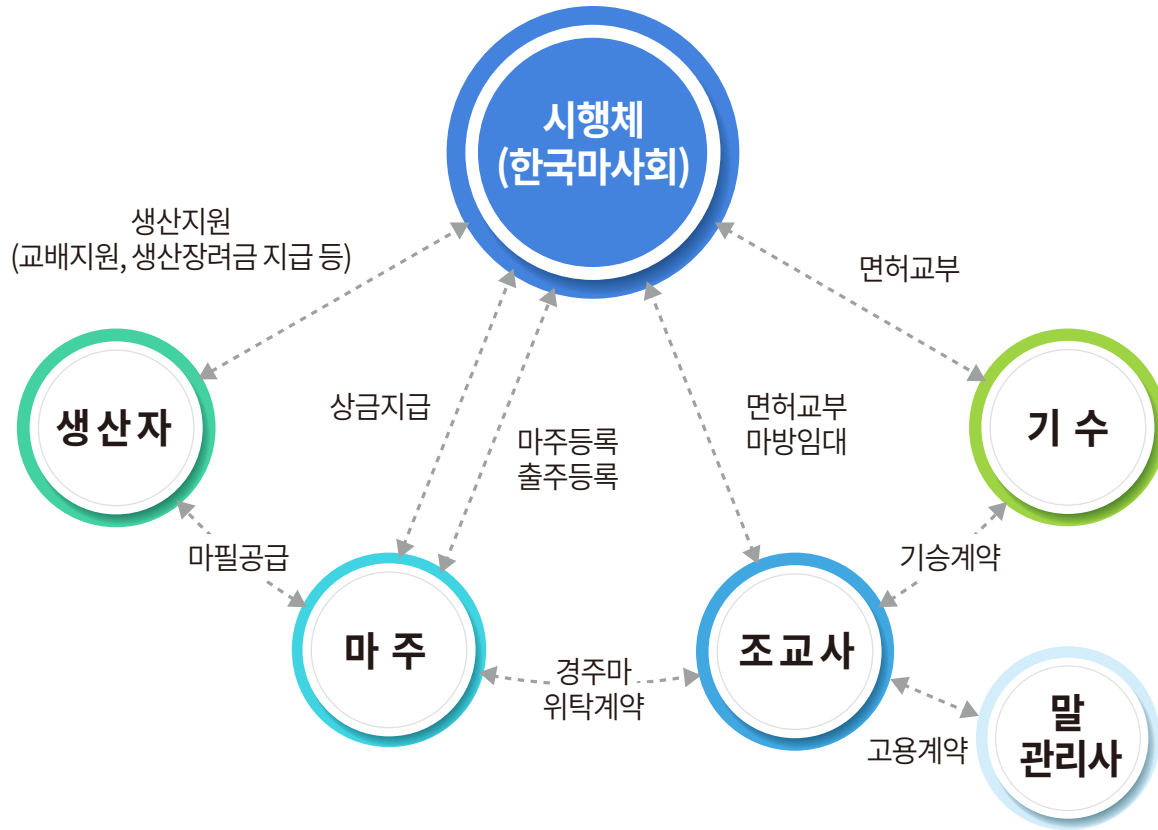 시행체
(한국마사회)
생산지원
(교배지원, 생산장려금 지급 등)
면허교부
생산자
상금지급
마주등록
출주등록
면허교부
마방임대
기 수
마필공급
기승계약
마 주
경주마
위탁계약
조교사
고용계약
말
관리사